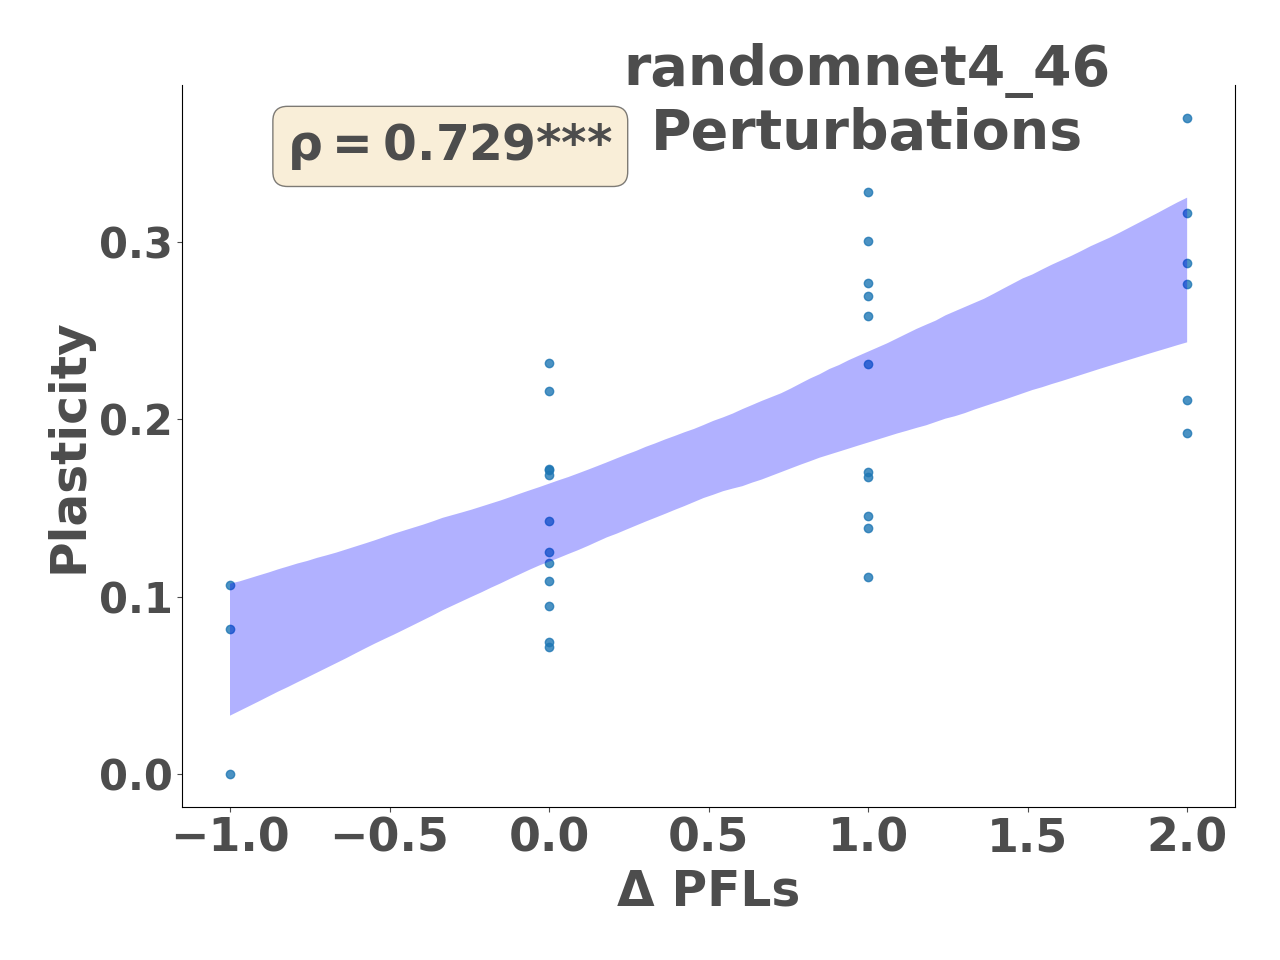 randomnet4_46
Perturbations
ρ = 0.729***
Plasticity
0.3
0.2
0.1
0.0
−1.0 −0.5 0.0 0.5 1.0 1.5 2.0
Δ PFLs